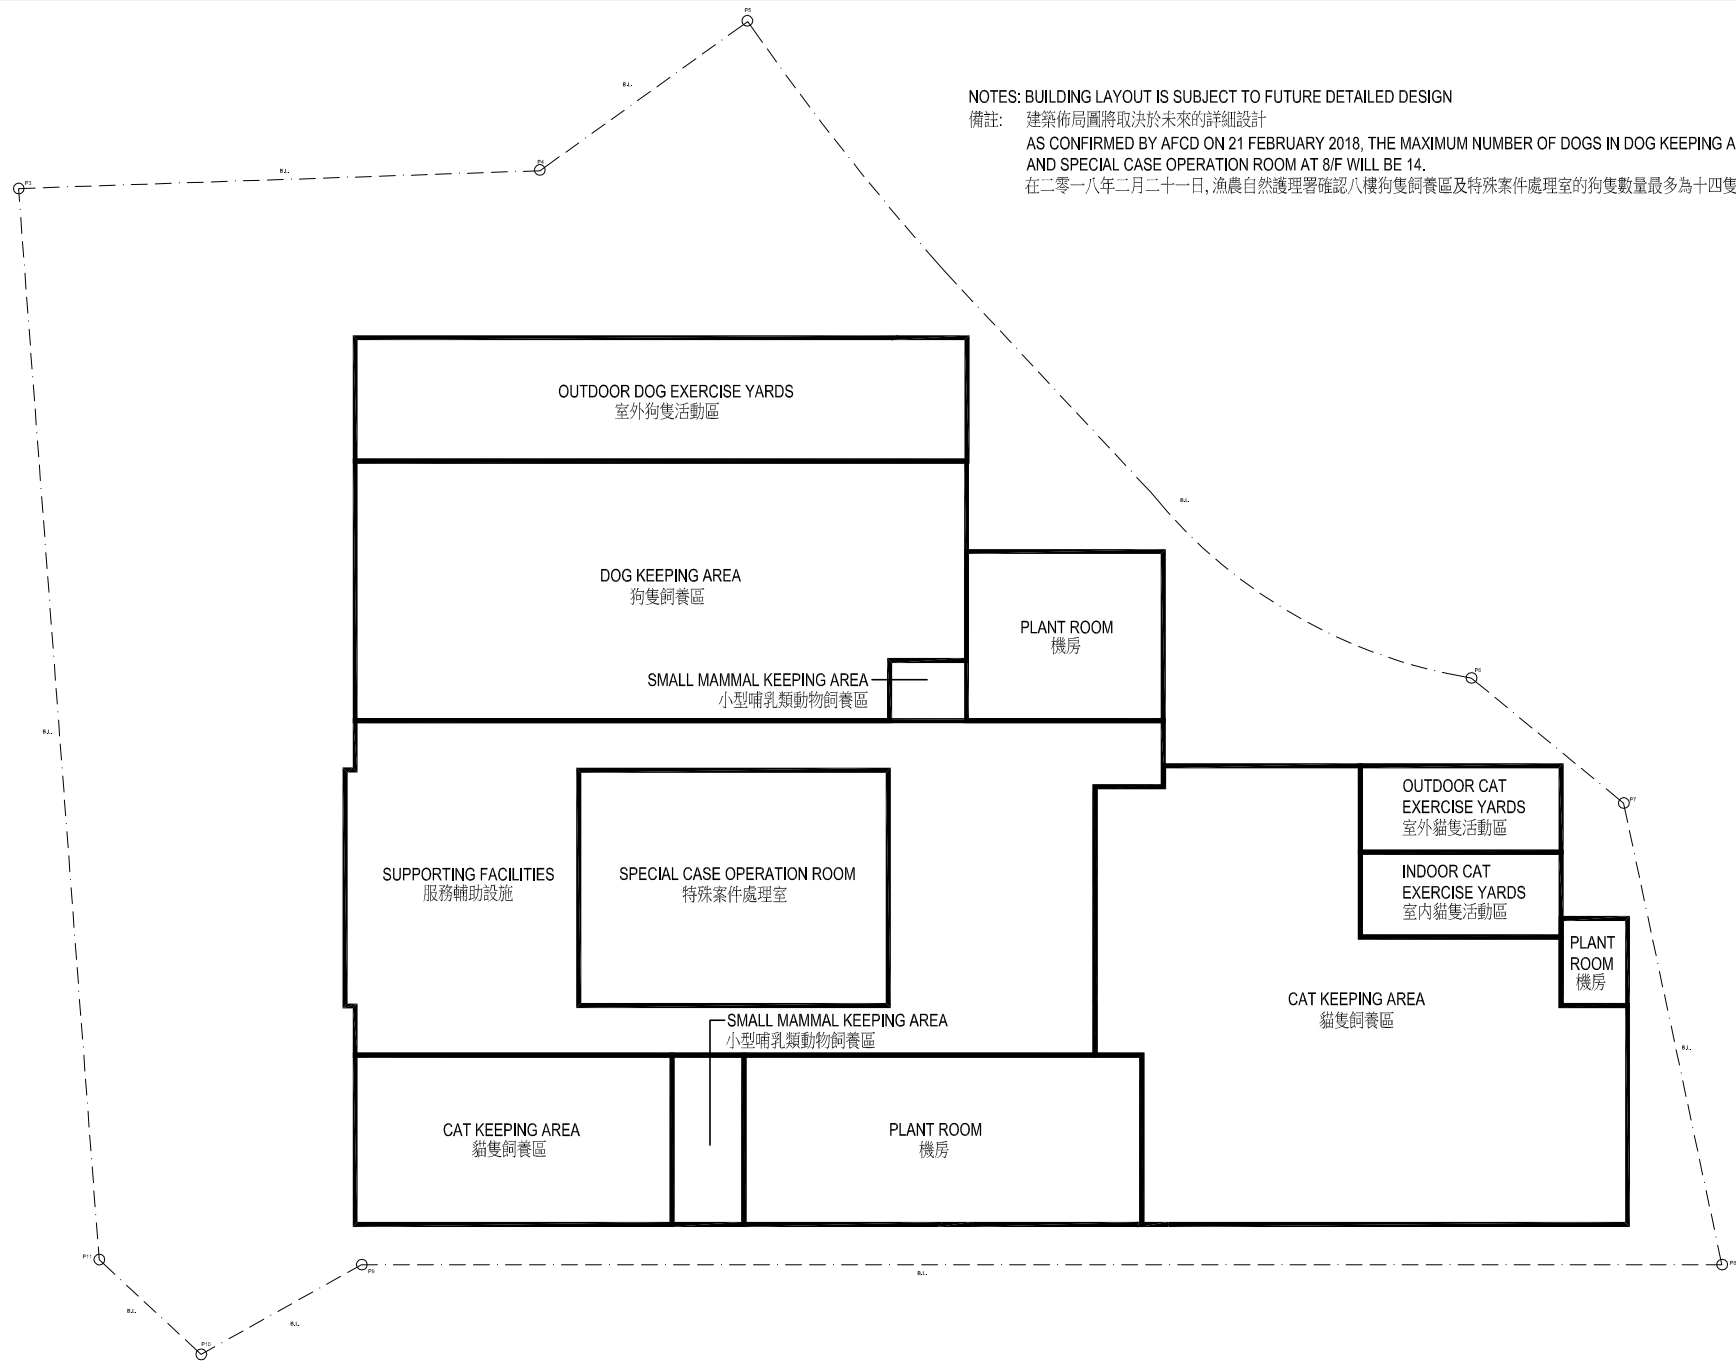 P5
B.L.
NOTES: BUILDING LAYOUT IS SUBJECT TO FUTURE DETAILED DESIGN
備註: 建築佈局圖將取決於未來的詳細設計
AS CONFIRMED BY AFCD ON 21 FEBRUARY 2018, THE MAXIMUM NUMBER OF DOGS IN DOG KEEPING A
AND SPECIAL CASE OPERATION ROOM AT 8/F WILL BE 14.
在二零一八年二月二十一日, 漁農自然護理署確認八樓狗隻飼養區及特殊案件處理室的狗隻數量最多為十四隻
P4
B.L.
P3
OUTDOOR DOG EXERCISE YARDS
室外狗隻活動區
B.L.
DOG KEEPING AREA
狗隻飼養區
PLANT ROOM
機房
SMALL MAMMAL KEEPING AREA
小型哺乳類動物飼養區
P6
B.L.
OUTDOOR CAT
EXERCISE YARDS
室外貓隻活動區
P7
SUPPORTING FACILITIES
服務輔助設施
SPECIAL CASE OPERATION ROOM
特殊案件處理室
INDOOR CAT
EXERCISE YARDS
室内貓隻活動區
PLANT
ROOM
機房
CAT KEEPING AREA
貓隻飼養區
SMALL MAMMAL KEEPING AREA
小型哺乳類動物飼養區
B.L.
CAT KEEPING AREA
貓隻飼養區
PLANT ROOM
機房
P11
P9
B.L.
P8
B.L.
B.L.
P10